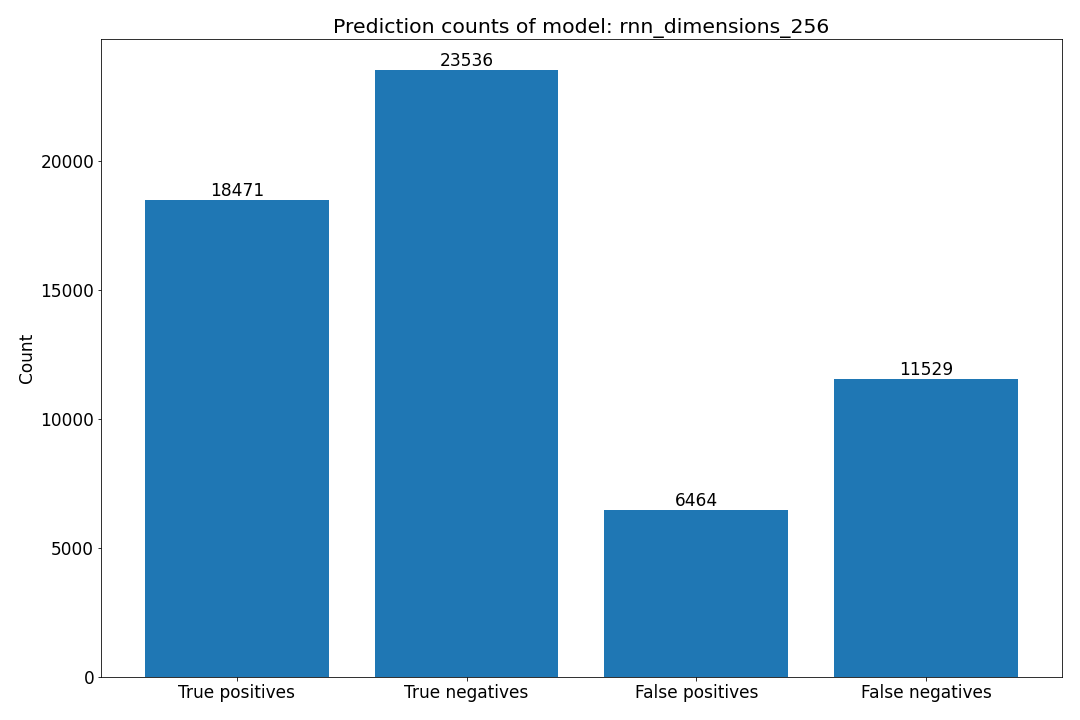 Prediction counts of model: rnn_dimensions_256
23536
20000
18471
15000
Count
11529
10000
6464
5000
0
True positives
True negatives
False positives
False negatives